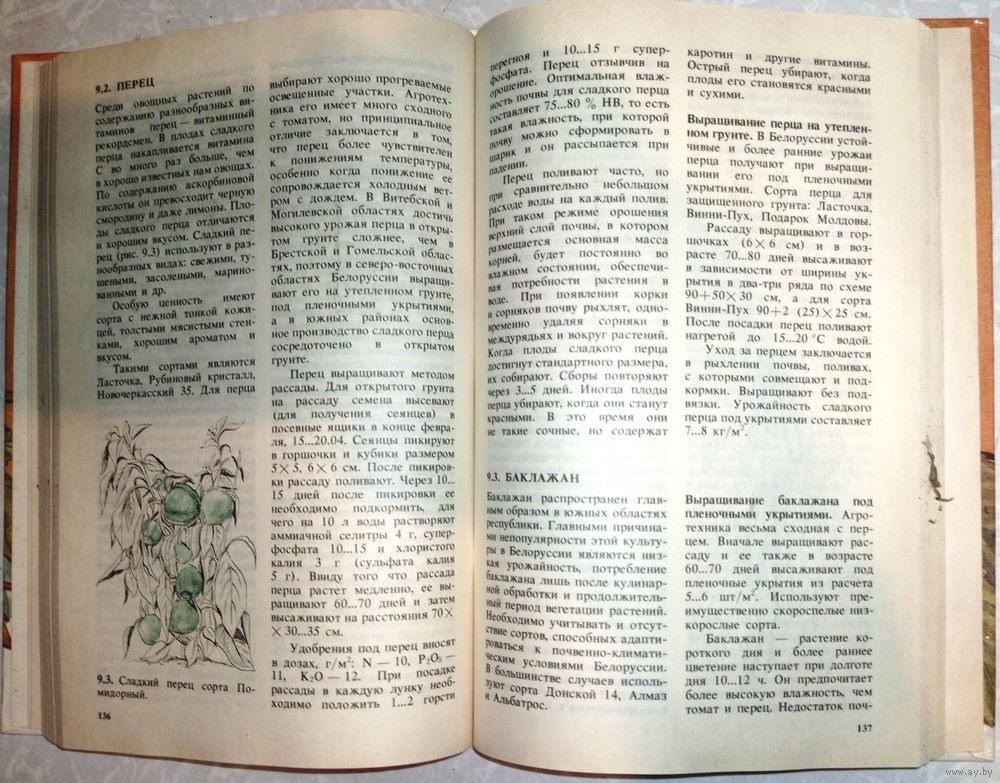 9.2. ПЕРЕЦ
Среди овощных растений по
содержанию разнообразных ви-
таминов перец — витаминный
рекордсмен. В плодах сладкого
перца накапливается витамина
С во много раз больше, чем
в хорошо известных нам овощах.
По содержанию аскорбиновой
кислоты он превосходит черную
смородину и даже лимоны. Пло-
ды сладкого перца отличаются
и хорошим вкусом. Сладкий пе-
рец (рис. 9.3) используют в раз-
нообразных видах: свежими, ту-
шеными, засолеными, марино-
ванными и др.
Особую ценность имеют
сорта с нежной тонкой кожи-
цей, толстыми мясистыми стен-
ками, хорошим ароматом и
вкусом.
Такими сортами являются
Ласточка, Рубиновый кристалл,
Новочеркасский 35. Для перца
9.3. Сладкий перец сорта По-
мидорный.
136
выбирают хорошо прогреваемые
освещенные участки. Агротех-
ника его имеет много сходного
с томатом, но принципиальное
отличие заключается в том,
что перец более чувствителен
к понижениям температуры,
особенно когда понижение ее
сопровождается холодным вет-
ром с дождем. В Витебской и
Могилевской областях достичь
высокого урожая перца в откры-
том грунте сложнее, чем в
Брестской и Гомельской облас-
тях, поэтому в северо-восточных
областях Белоруссии выращи-
вают его на утепленном грунте,
под пленочными укрытиями,
а в южных районах основ-
ное производство сладкого перца
сосредоточено в открытом
грунте.
Перец выращивают методом
рассады. Для открытого грунта
на рассаду семена высевают
(для получения сеянцев) в
посевные ящики в конце февра-
ля, 15...20.04. Сеянцы пикируют
в горшочки и кубики размером
5×5, 6×6 см. После пикиров-
ки рассаду поливают. Через 10...
15 дней после пикировки ее
необходимо подкормить, для
чего на 10 л воды растворяют
аммиачной селитры 4 г, супер-
фосфата 10...15 и хлористого
калия 3 г (сульфата калия
5 г). Ввиду того что рассада
перца растет медленно, ее вы-
ращивают 60...70 дней и затем
высаживают на расстояния 70×
×30...35 см.
Удобрения под перец вносят
в дозах, г/м²: N — 10, P₂O₅ —
11, K₂O — 12. При посадке
рассады в каждую лунку необ-
ходимо положить 1...2 горсти
перегноя и 10...15 г супер-
фосфата. Перец отзывчив на
орошение. Оптимальная влаж-
ность почвы для сладкого перца
составляет 75...80 % НВ, то есть
такая влажность, при которой
почву можно сформировать в
шарик и он рассыпается при
падении.
Перец поливают часто, но
при сравнительно небольшом
расходе воды на каждый полив.
При таком режиме орошения
верхний слой почвы, в котором
размещается основная масса
корней, будет постоянно во
влажном состоянии, обеспечи-
вая потребности растения в
воде. При появлении корки
и сорняков почву рыхлят, одно-
временно удаляя сорняки в
междурядьях и вокруг растений.
Когда плоды сладкого перца
достигнут стандартного размера,
их собирают. Сборы повторяют
через 3...5 дней. Иногда плоды
перца убирают, когда они станут
красными. В это время они
не такие сочные, но содержат
каротин и другие витамины.
Острый перец убирают, когда
плоды его становятся красными
и сухими.
Выращивание перца на утеплен-
ном грунте. В Белоруссии устой-
чивые и более ранние урожаи
перца получают при выращи-
вании его под пленочными
укрытиями. Сорта перца для
защищенного грунта: Ласточка,
Винни-Пух, Подарок Молдовы.
Рассаду выращивают в гор-
шочках (6×6 см) и в воз-
расте 70...80 дней высаживают
в зависимости от ширины ук-
рытия в два-три ряда по схеме
90+50×30 см, а для сорта
Винни-Пух 90+2 (25)×25 см.
После посадки перец поливают
нагретой до 15...20 °С водой.
Уход за перцем заключается
в рыхлении почвы, поливах,
с которыми совмещают и под-
кормки. Выращивают без под-
вязки. Урожайность сладкого
перца под укрытиями составляет
7...8 кг/м².
9.3. БАКЛАЖАН
Баклажан распространен глав-
ным образом в южных областях
республики. Главными причина-
ми непопулярности этой культу-
ры в Белоруссии являются низ-
кая урожайность, потребление
баклажана лишь после кулинар-
ной обработки и продолжитель-
ный период вегетации растений.
Необходимо учитывать и отсут-
ствие сортов, способных адапти-
роваться к почвенно-климати-
ческим условиями Белоруссии.
В большинстве случаев исполь-
зуют сорта Донской 14, Алмаз
и Альбатрос.
Выращивание баклажана под
пленочными укрытиями. Агро-
техника весьма сходная с пер-
цем. Вначале выращивают рас-
саду и ее также в возрасте
60...70 дней высаживают под
пленочные укрытия из расчета
5...6 шт/м². Используют пре-
имущественно скороспелые низ-
корослые сорта.
Баклажан — растение ко-
роткого дня и более раннее
цветение наступает при долготе
дня 10...12 ч. Он предпочитает
более высокую влажность, чем
томат и перец. Недостаток поч-
137
www.ay.by